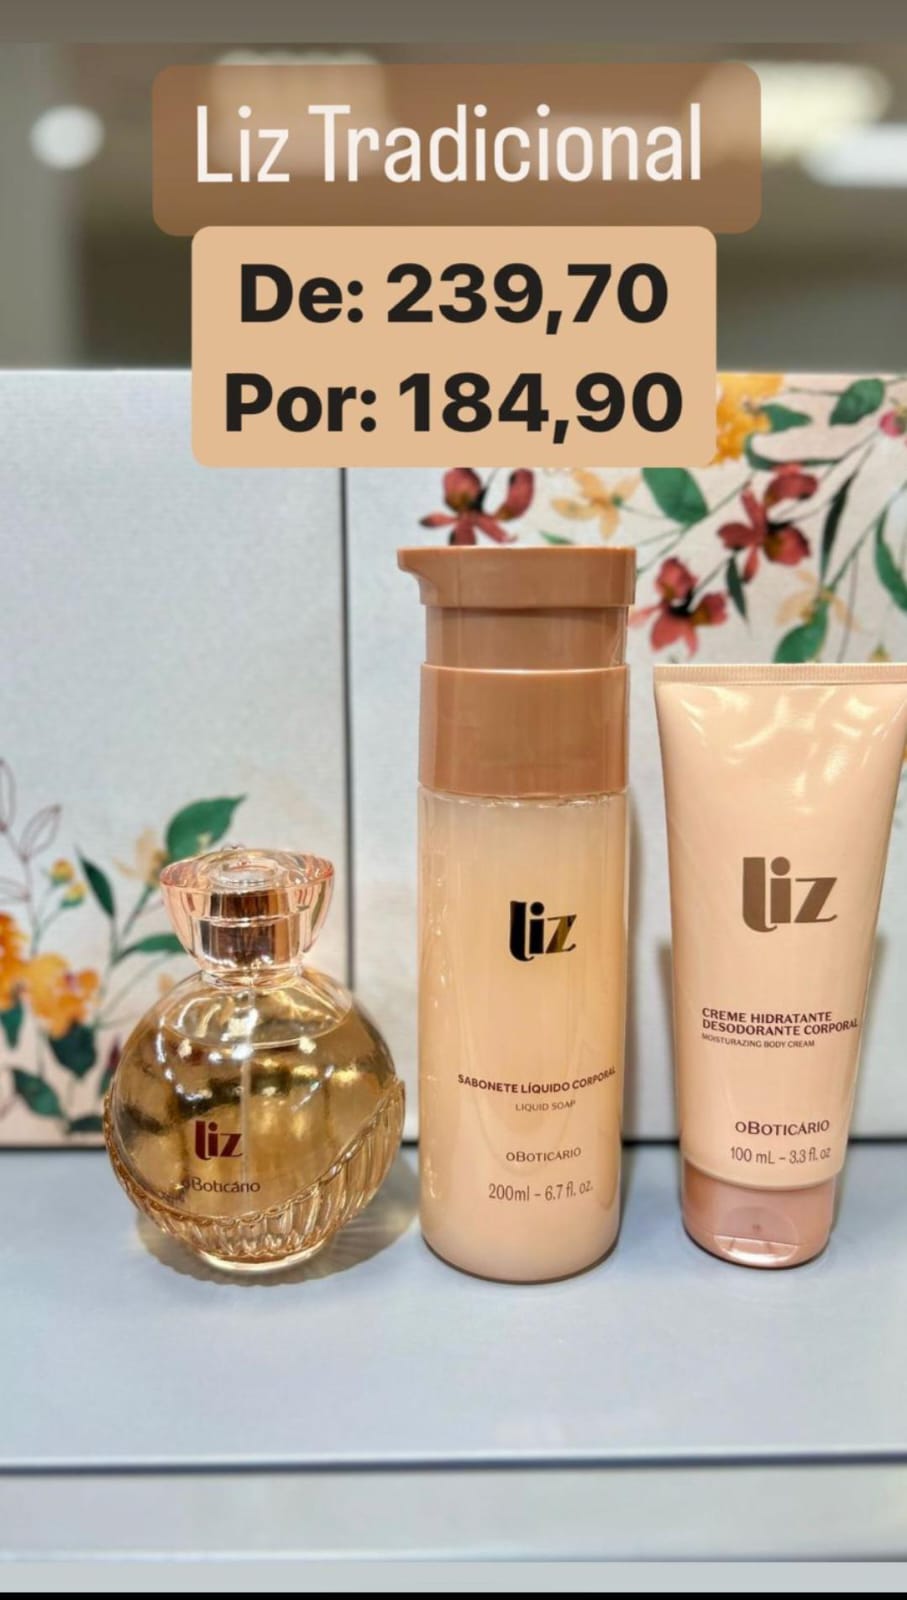 Liz Tradicional
De: 239,70
Por: 184,90
liz
oBoticário
liz
SABONETE LÍQUIDO CORPORAL
LIQUID SOAP
oBOTICÁRIO
200ml - 6.7 fl. oz.
liz
CREME HIDRATANTE
DESODORANTE CORPORAL
MOISTURAZING BODY CREAM
oBOTICÁRIO
100 mL - 3.3 fl. oz